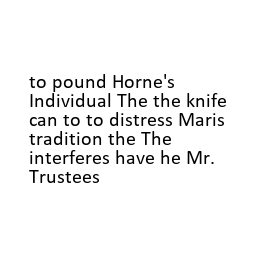 to pound Horne's
Individual The the knife
can to to distress Maris
tradition the The
interferes have he Mr.
Trustees